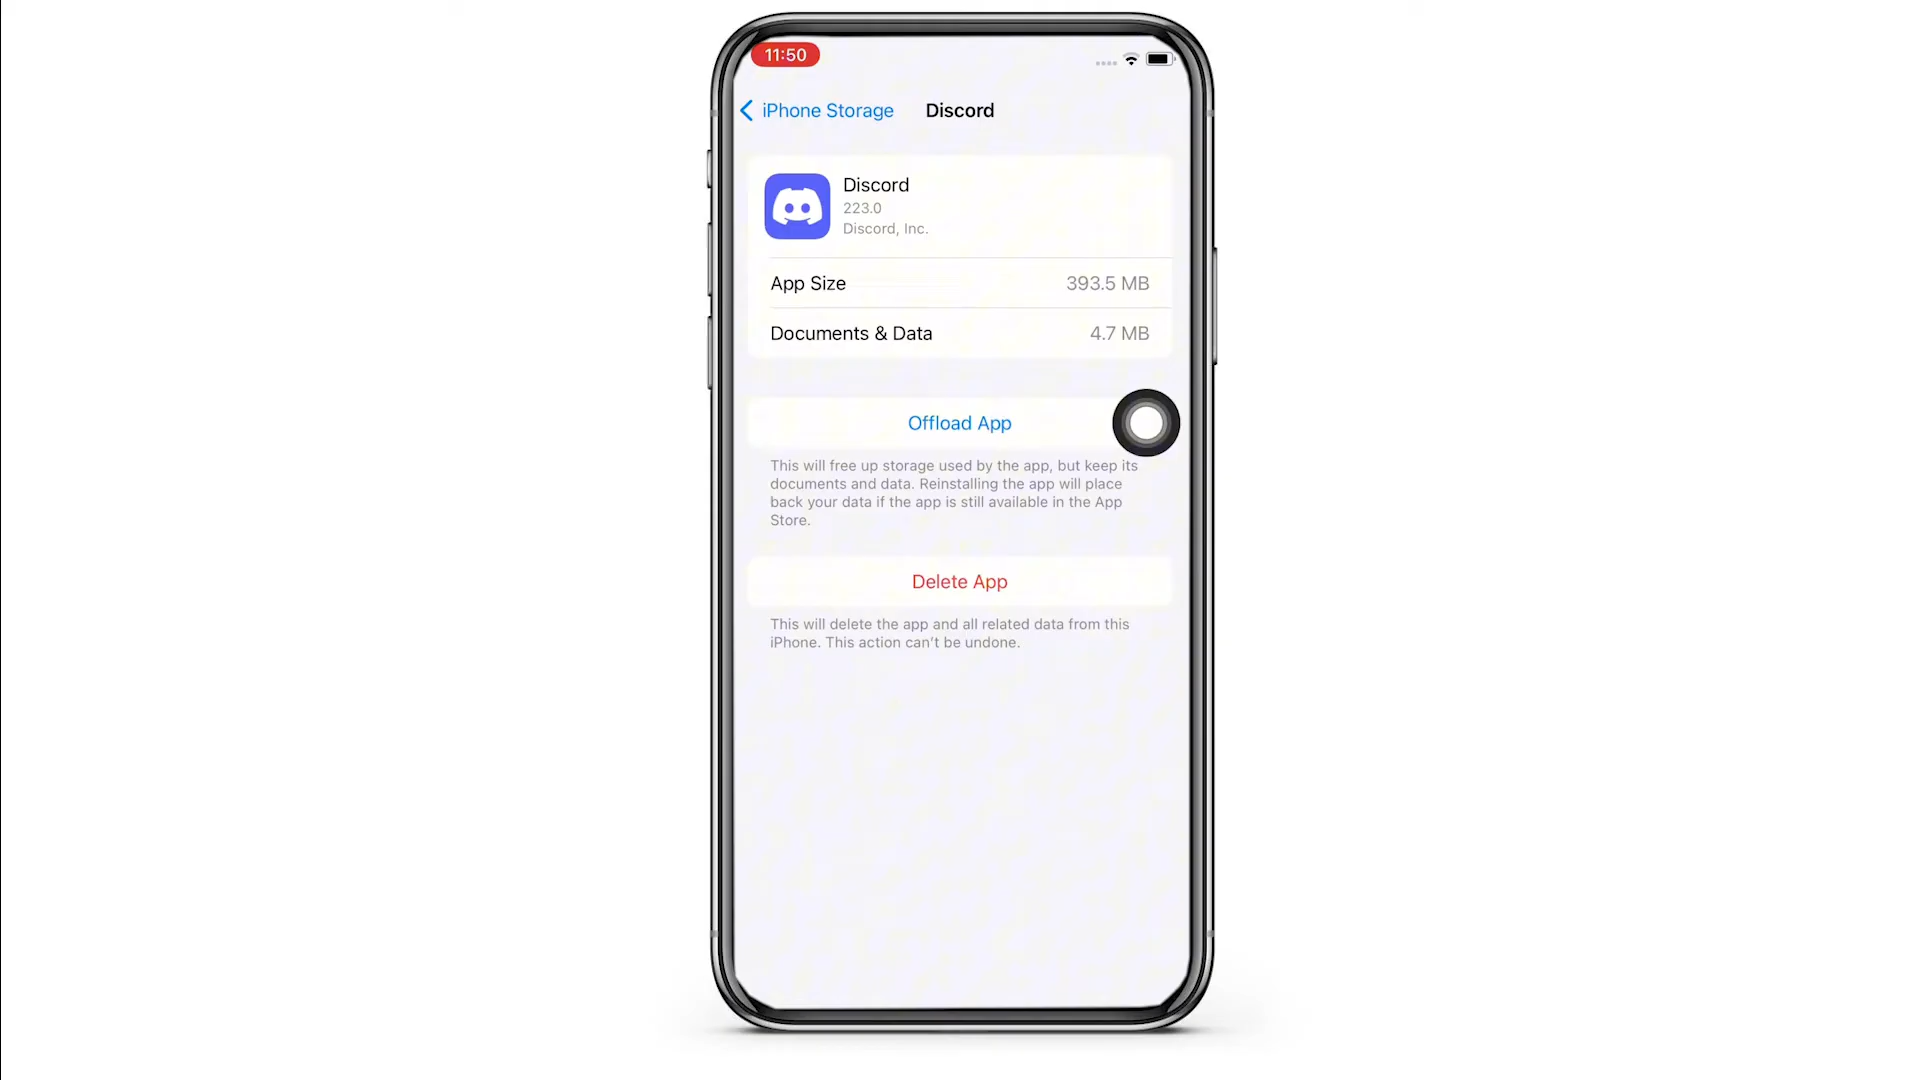 11:50
iPhone Storage
Discord
Discord
223.0
Discord, Inc.
App Size
393.5 MB
Documents & Data
4.7 MB
Offload App
This will free up storage used by the app, but keep its
documents and data. Reinstalling the app will place
back your data if the app is still available in the App
Store.
Delete App
This will delete the app and all related data from this
iPhone. This action can't be undone.